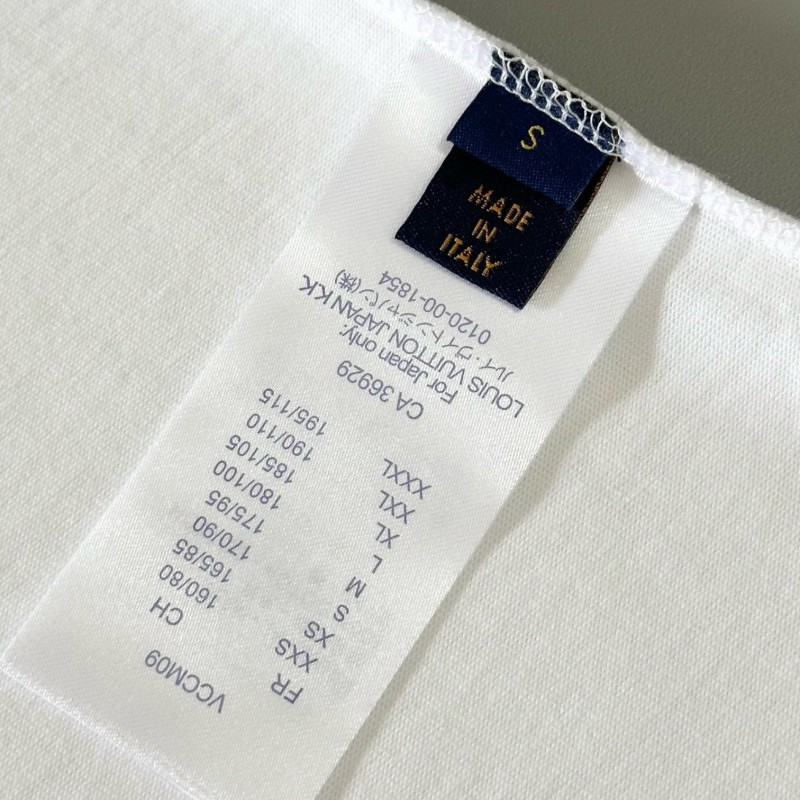 S
MADE
IN
ITALY
VCCM09
FR CH
XXS 160/80
XS 165/85
S 170/90
M 175/95
L 180/100
XL 185/105
XXL 190/110
XXXL 195/115
CA 36929
For Japan only:
LOUIS VUITTON JAPAN K.K.
ルイ・ヴィトンジャパン(株)
0120-00-1854